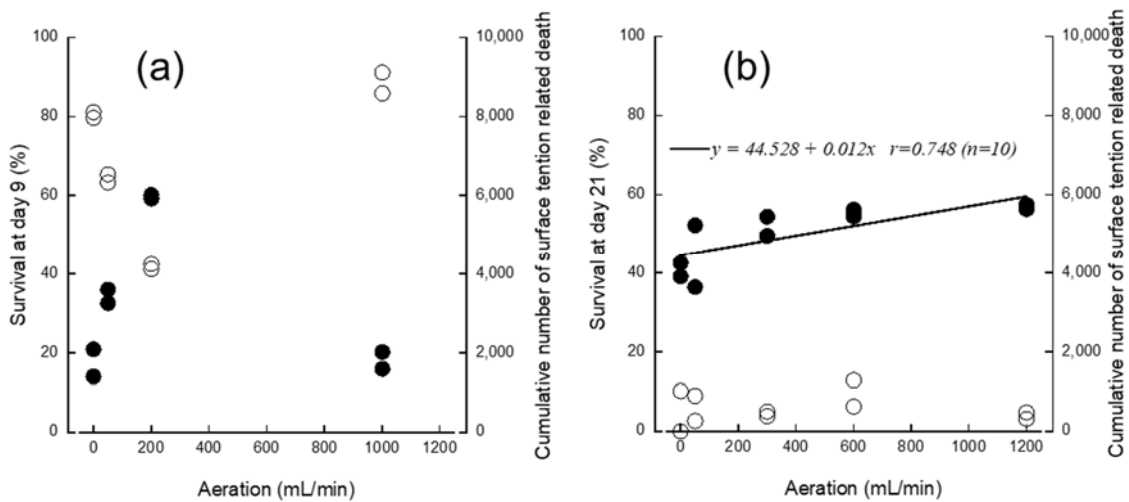 (a)
Survival at day 9 (%)
100
80
60
40
20
0
Cumulative number of surface tention related death
10,000
8,000
6,000
4,000
2,000
0
0 200 400 600 800 1000 1200
Aeration (mL/min)
(b)
Survival at day 21 (%)
100
80
60
40
20
0
y = 44.528 + 0.012x r=0.748 (n=10)
Cumulative number of surface tention related death
10,000
8,000
6,000
4,000
2,000
0
0 200 400 600 800 1000 1200
Aeration (mL/min)